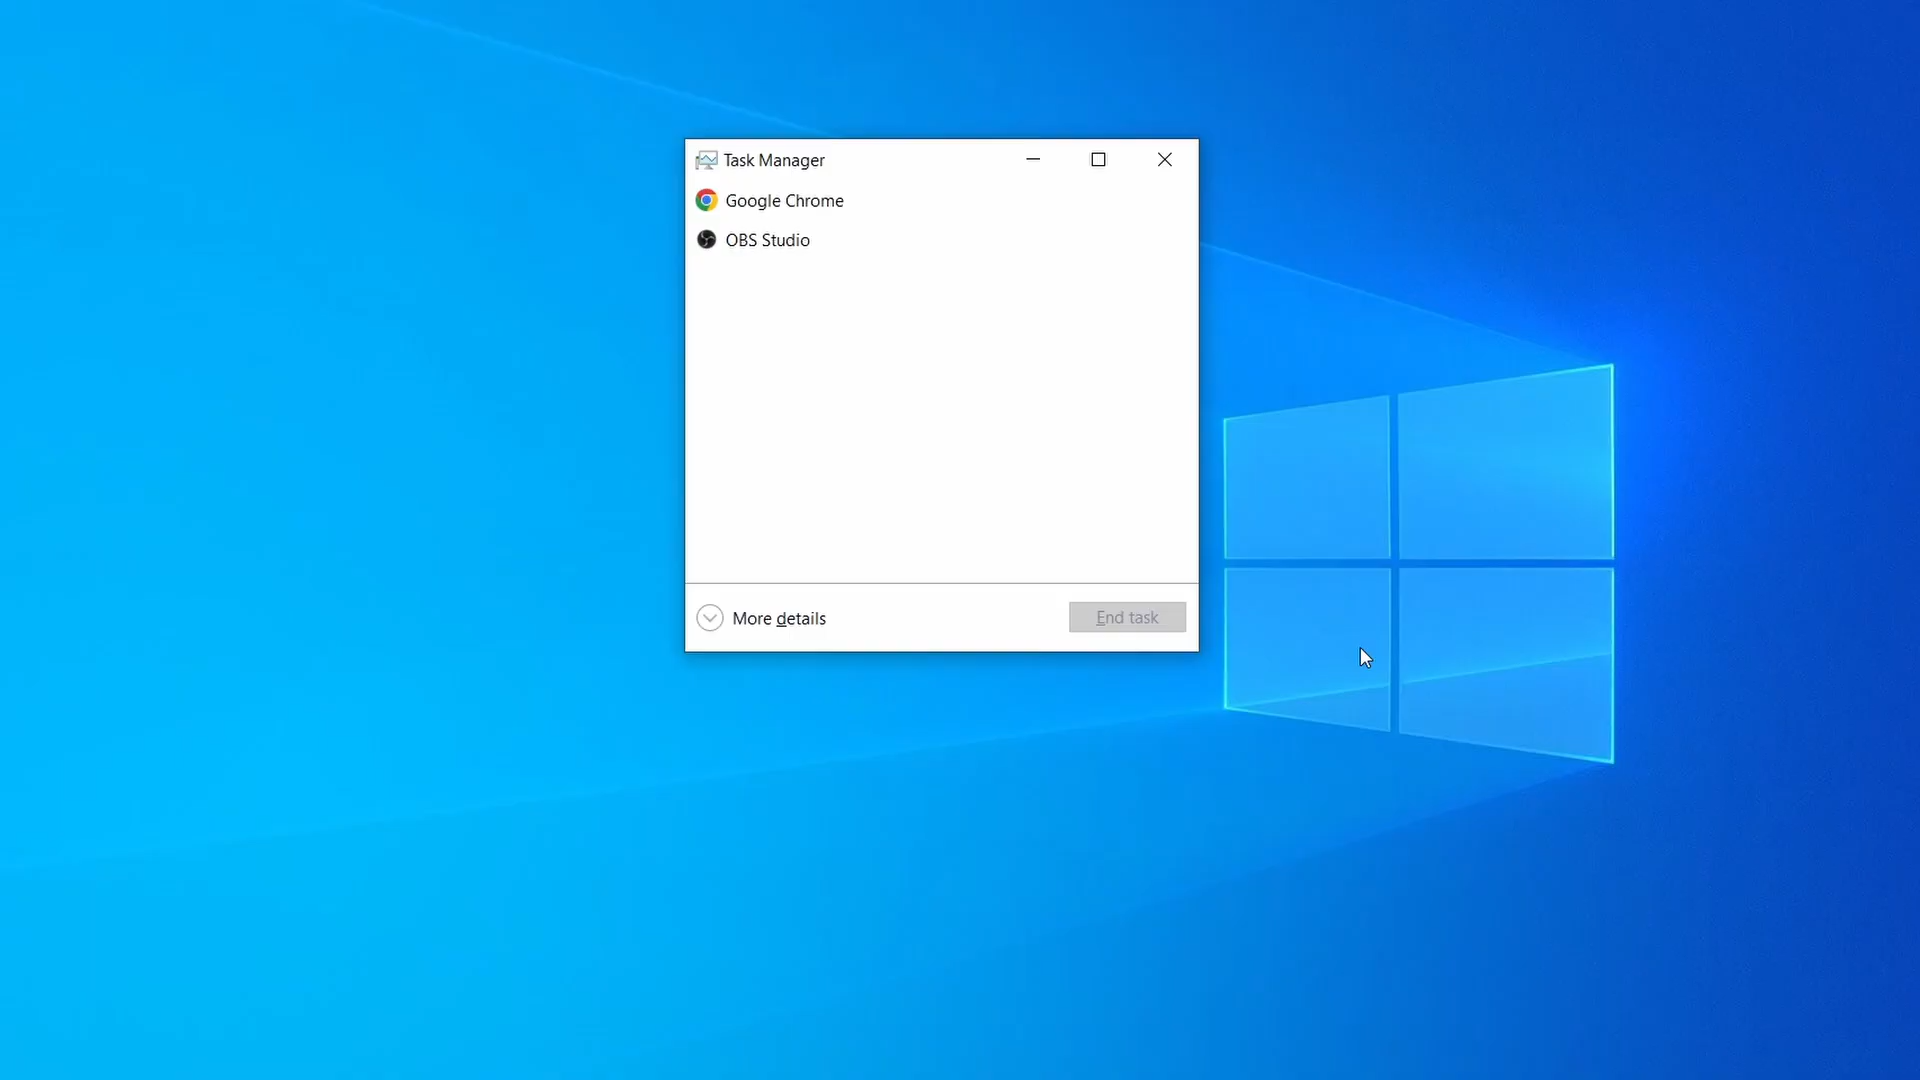 Task Manager
Google Chrome
OBS Studio
More details
End task